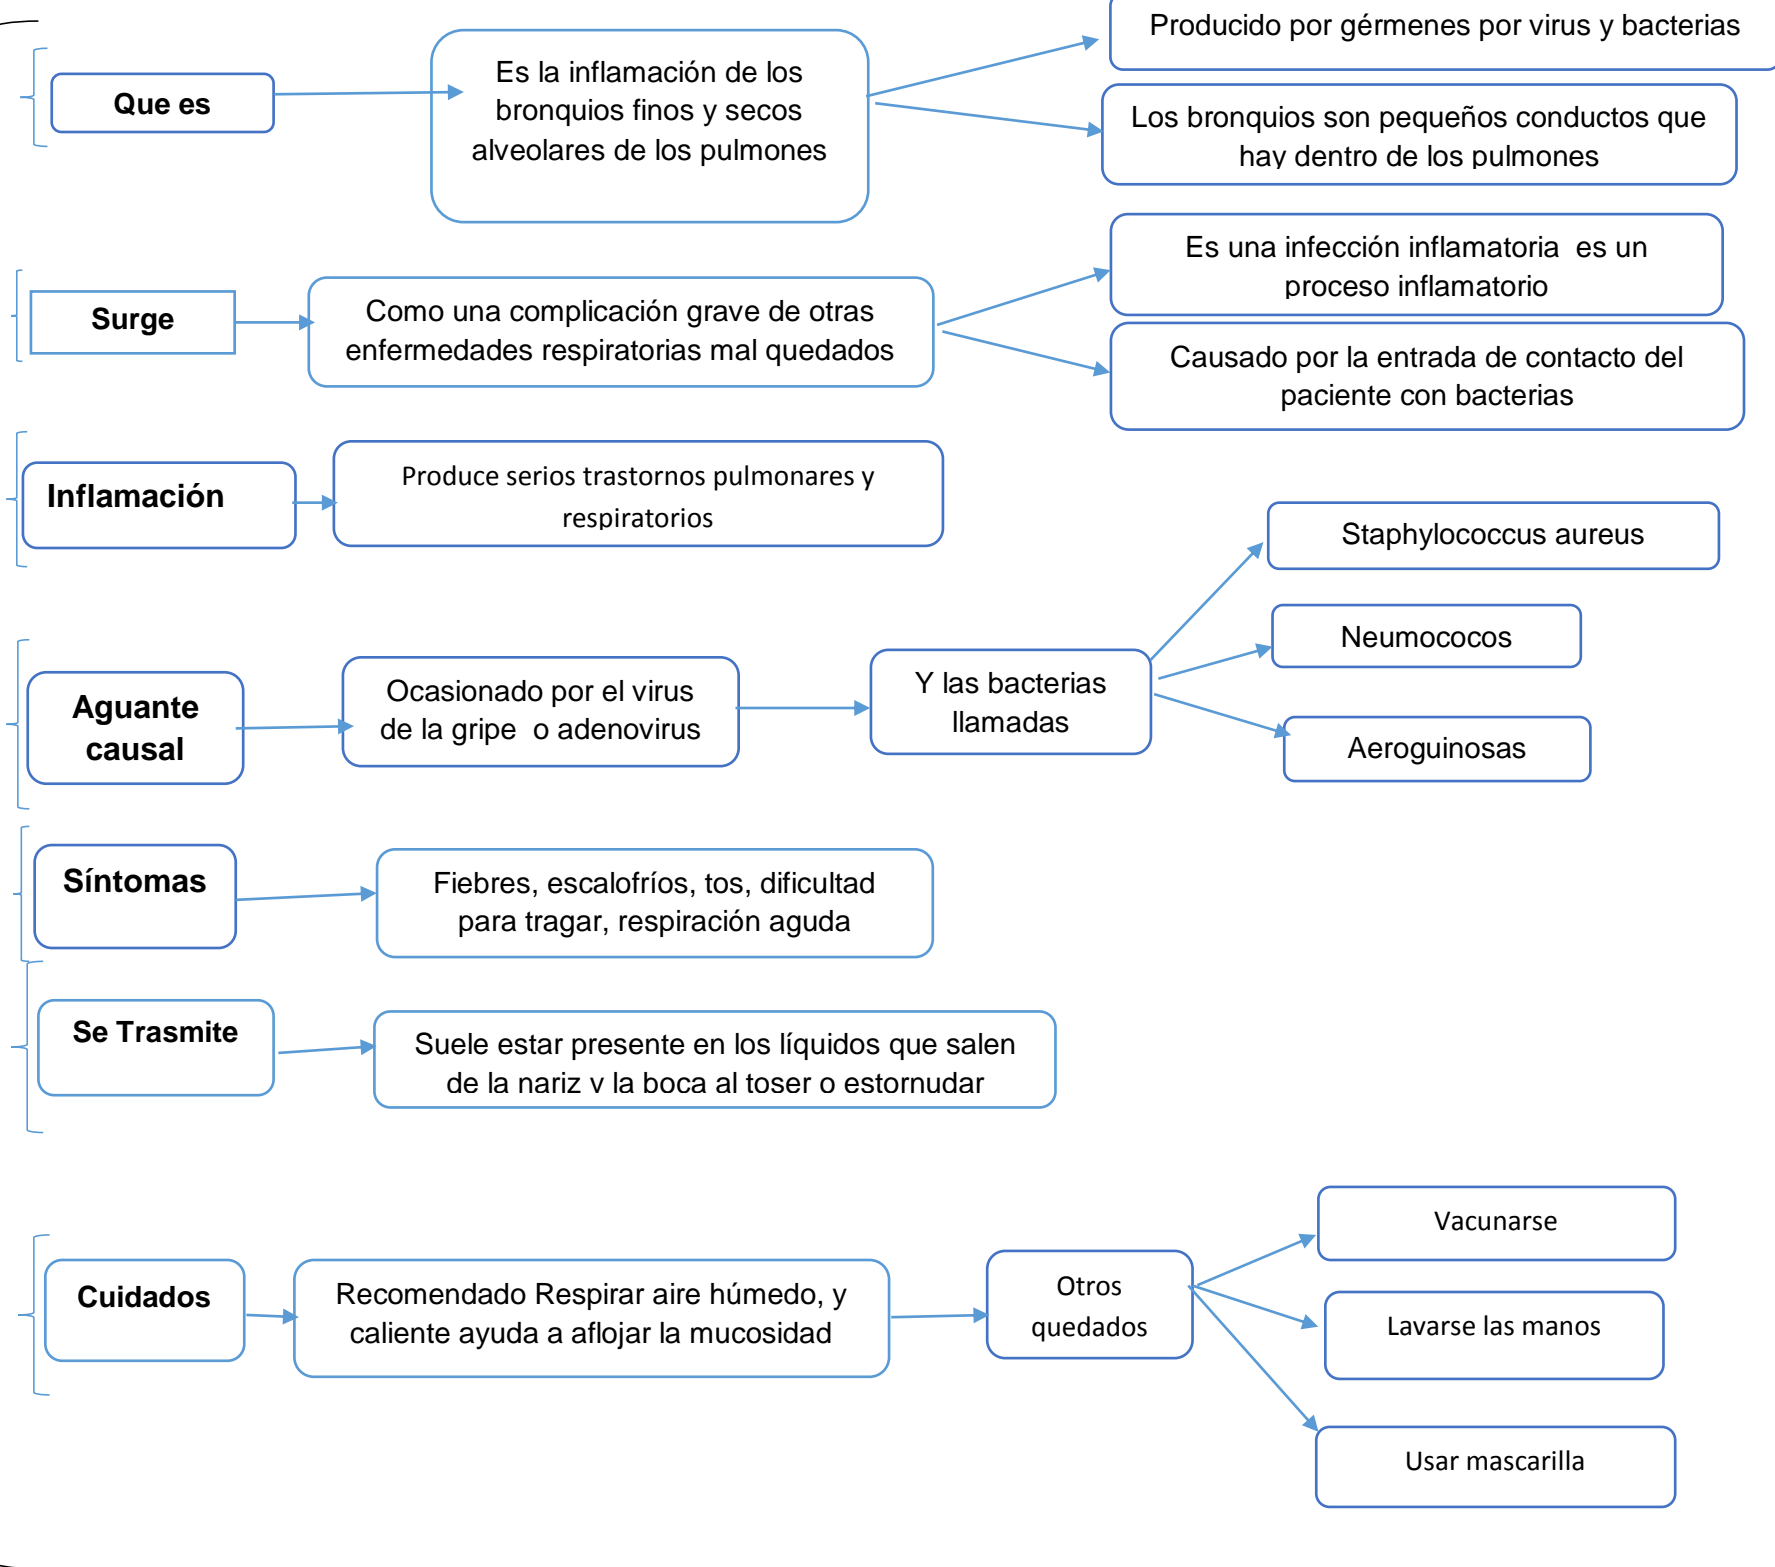 Que es
Es la inflamación de los
bronquios finos y secos
alveolares de los pulmones
Producido por gérmenes por virus y bacterias
Los bronquios son pequeños conductos que
hay dentro de los pulmones
Surge
Como una complicación grave de otras
enfermedades respiratorias mal quedados
Es una infección inflamatoria  es un
proceso inflamatorio
Causado por la entrada de contacto del
paciente con bacterias
Inflamación
Produce serios trastornos pulmonares y
respiratorios
Aguante
causal
Ocasionado por el virus
de la gripe  o adenovirus
Y las bacterias
llamadas
Staphylococcus aureus
Neumococos
Aeroguinosas
Síntomas
Fiebres, escalofríos, tos, dificultad
para tragar, respiración aguda
Se Trasmite
Suele estar presente en los líquidos que salen
de la nariz y la boca al toser o estornudar
Cuidados
Recomendado Respirar aire húmedo, y
caliente ayuda a aflojar la mucosidad
Otros
quedados
Vacunarse
Lavarse las manos
Usar mascarilla